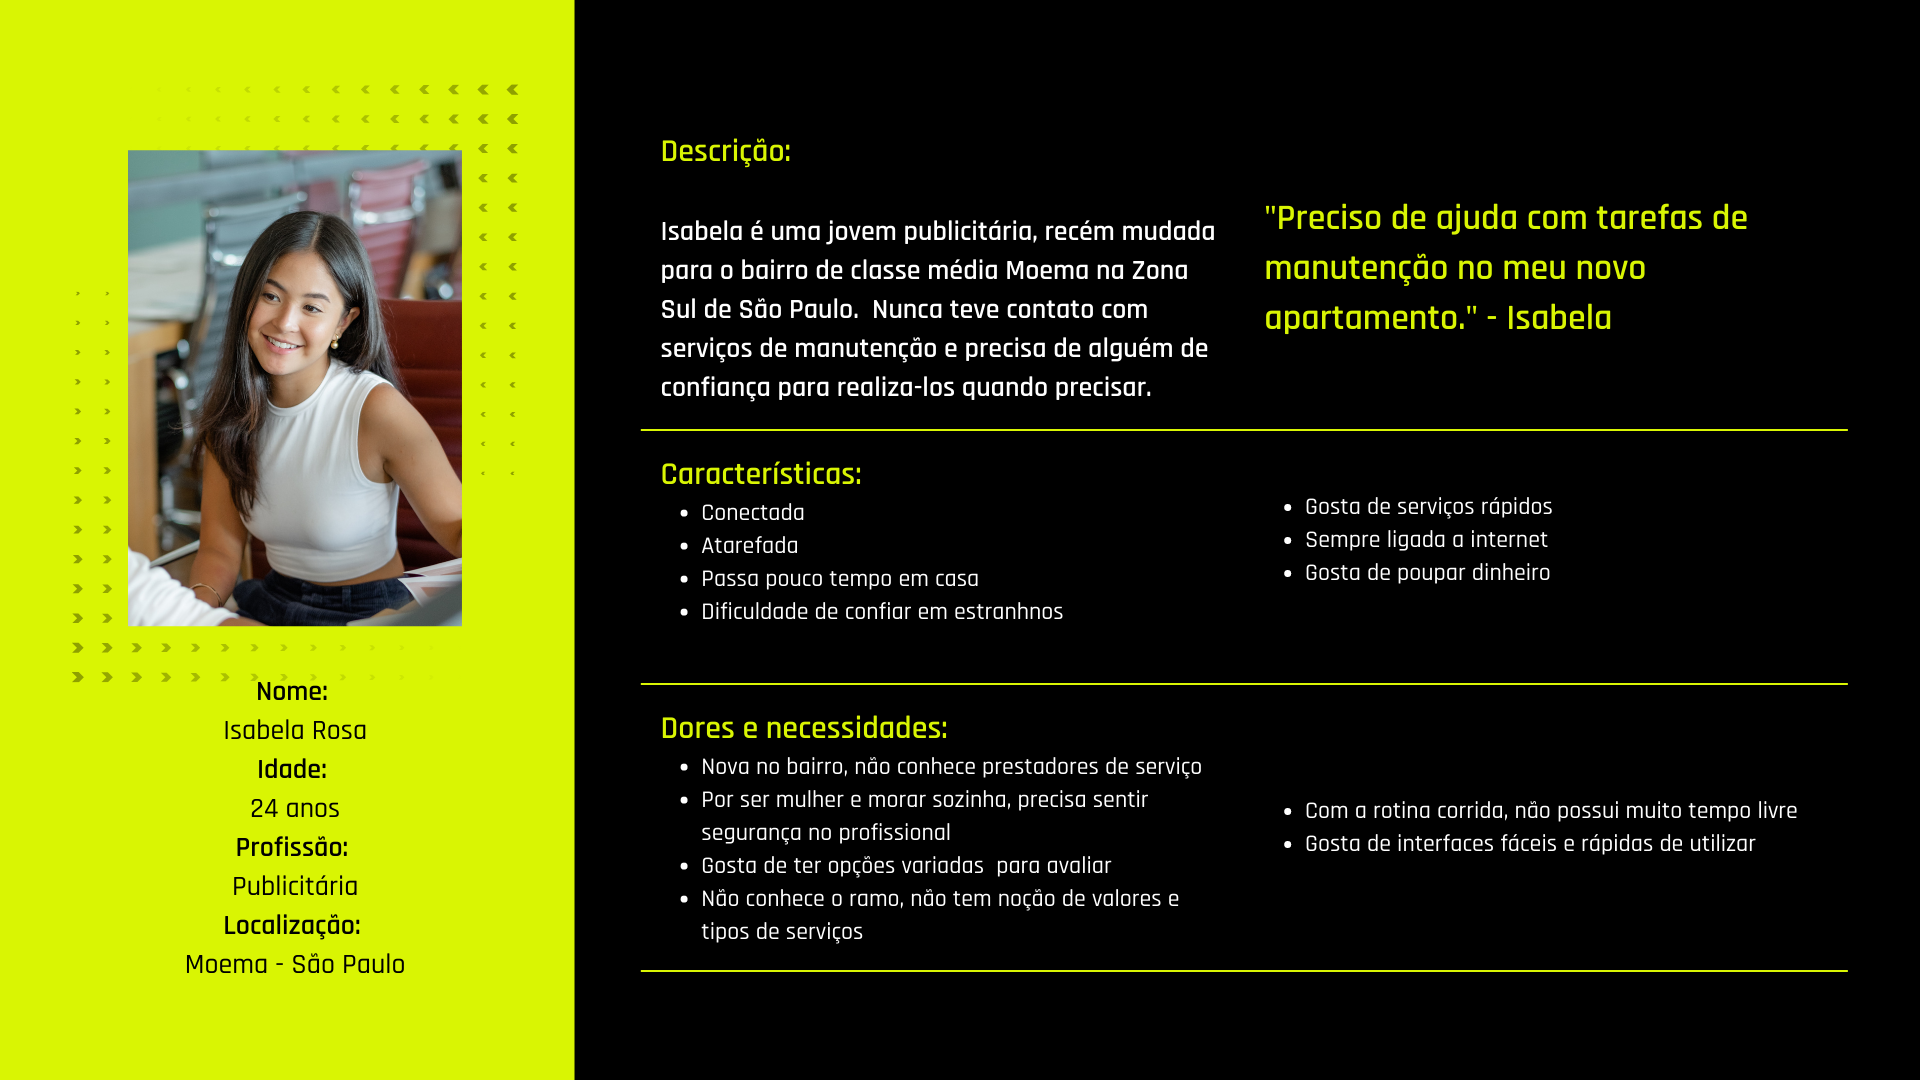 Nome:
Isabela Rosa
Idade:
24 anos
Profissão:
Publicitária
Localização:
Moema - São Paulo
Descrição:
Isabela é uma jovem publicitária, recém mudada
para o bairro de classe média Moema na Zona
Sul de São Paulo.  Nunca teve contato com
serviços de manutenção e precisa de alguém de
confiança para realiza-los quando precisar.
"Preciso de ajuda com tarefas de
manutenção no meu novo
apartamento." - Isabela
Características:
• Conectada
• Atarefada
• Passa pouco tempo em casa
• Dificuldade de confiar em estranhnos
• Gosta de serviços rápidos
• Sempre ligada a internet
• Gosta de poupar dinheiro
Dores e necessidades:
• Nova no bairro, não conhece prestadores de serviço
• Por ser mulher e morar sozinha, precisa sentir
segurança no profissional
• Gosta de ter opções variadas  para avaliar
• Não conhece o ramo, não tem noção de valores e
tipos de serviços
• Com a rotina corrida, não possui muito tempo livre
• Gosta de interfaces fáceis e rápidas de utilizar